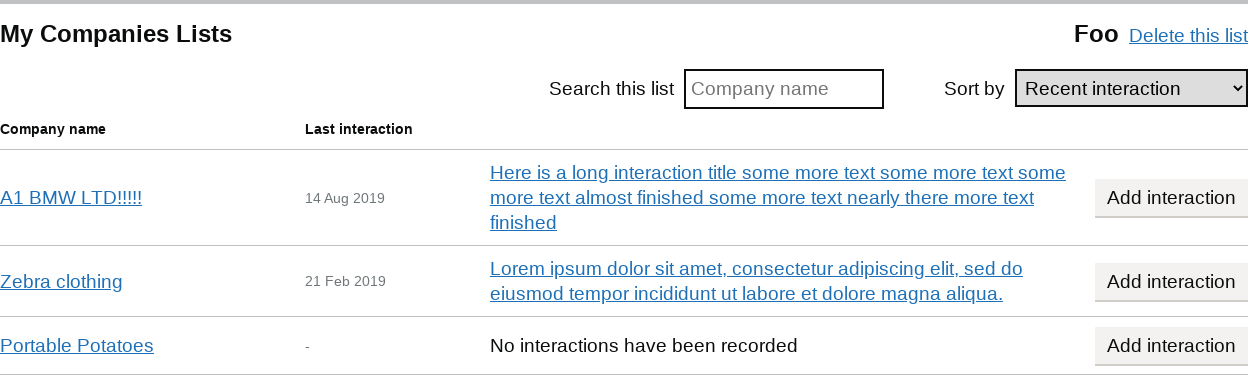 My Companies Lists
Foo Delete this list
Search this list Company name Sort by Recent interaction
Company name Last interaction
A1 BMW LTD!!!!! 14 Aug 2019 Here is a long interaction title some more text some more text some
more text almost finished some more text nearly there more text
finished
Add interaction
Zebra clothing 21 Feb 2019 Lorem ipsum dolor sit amet, consectetur adipiscing elit, sed do
eiusmod tempor incididunt ut labore et dolore magna aliqua.
Add interaction
Portable Potatoes - No interactions have been recorded Add interaction